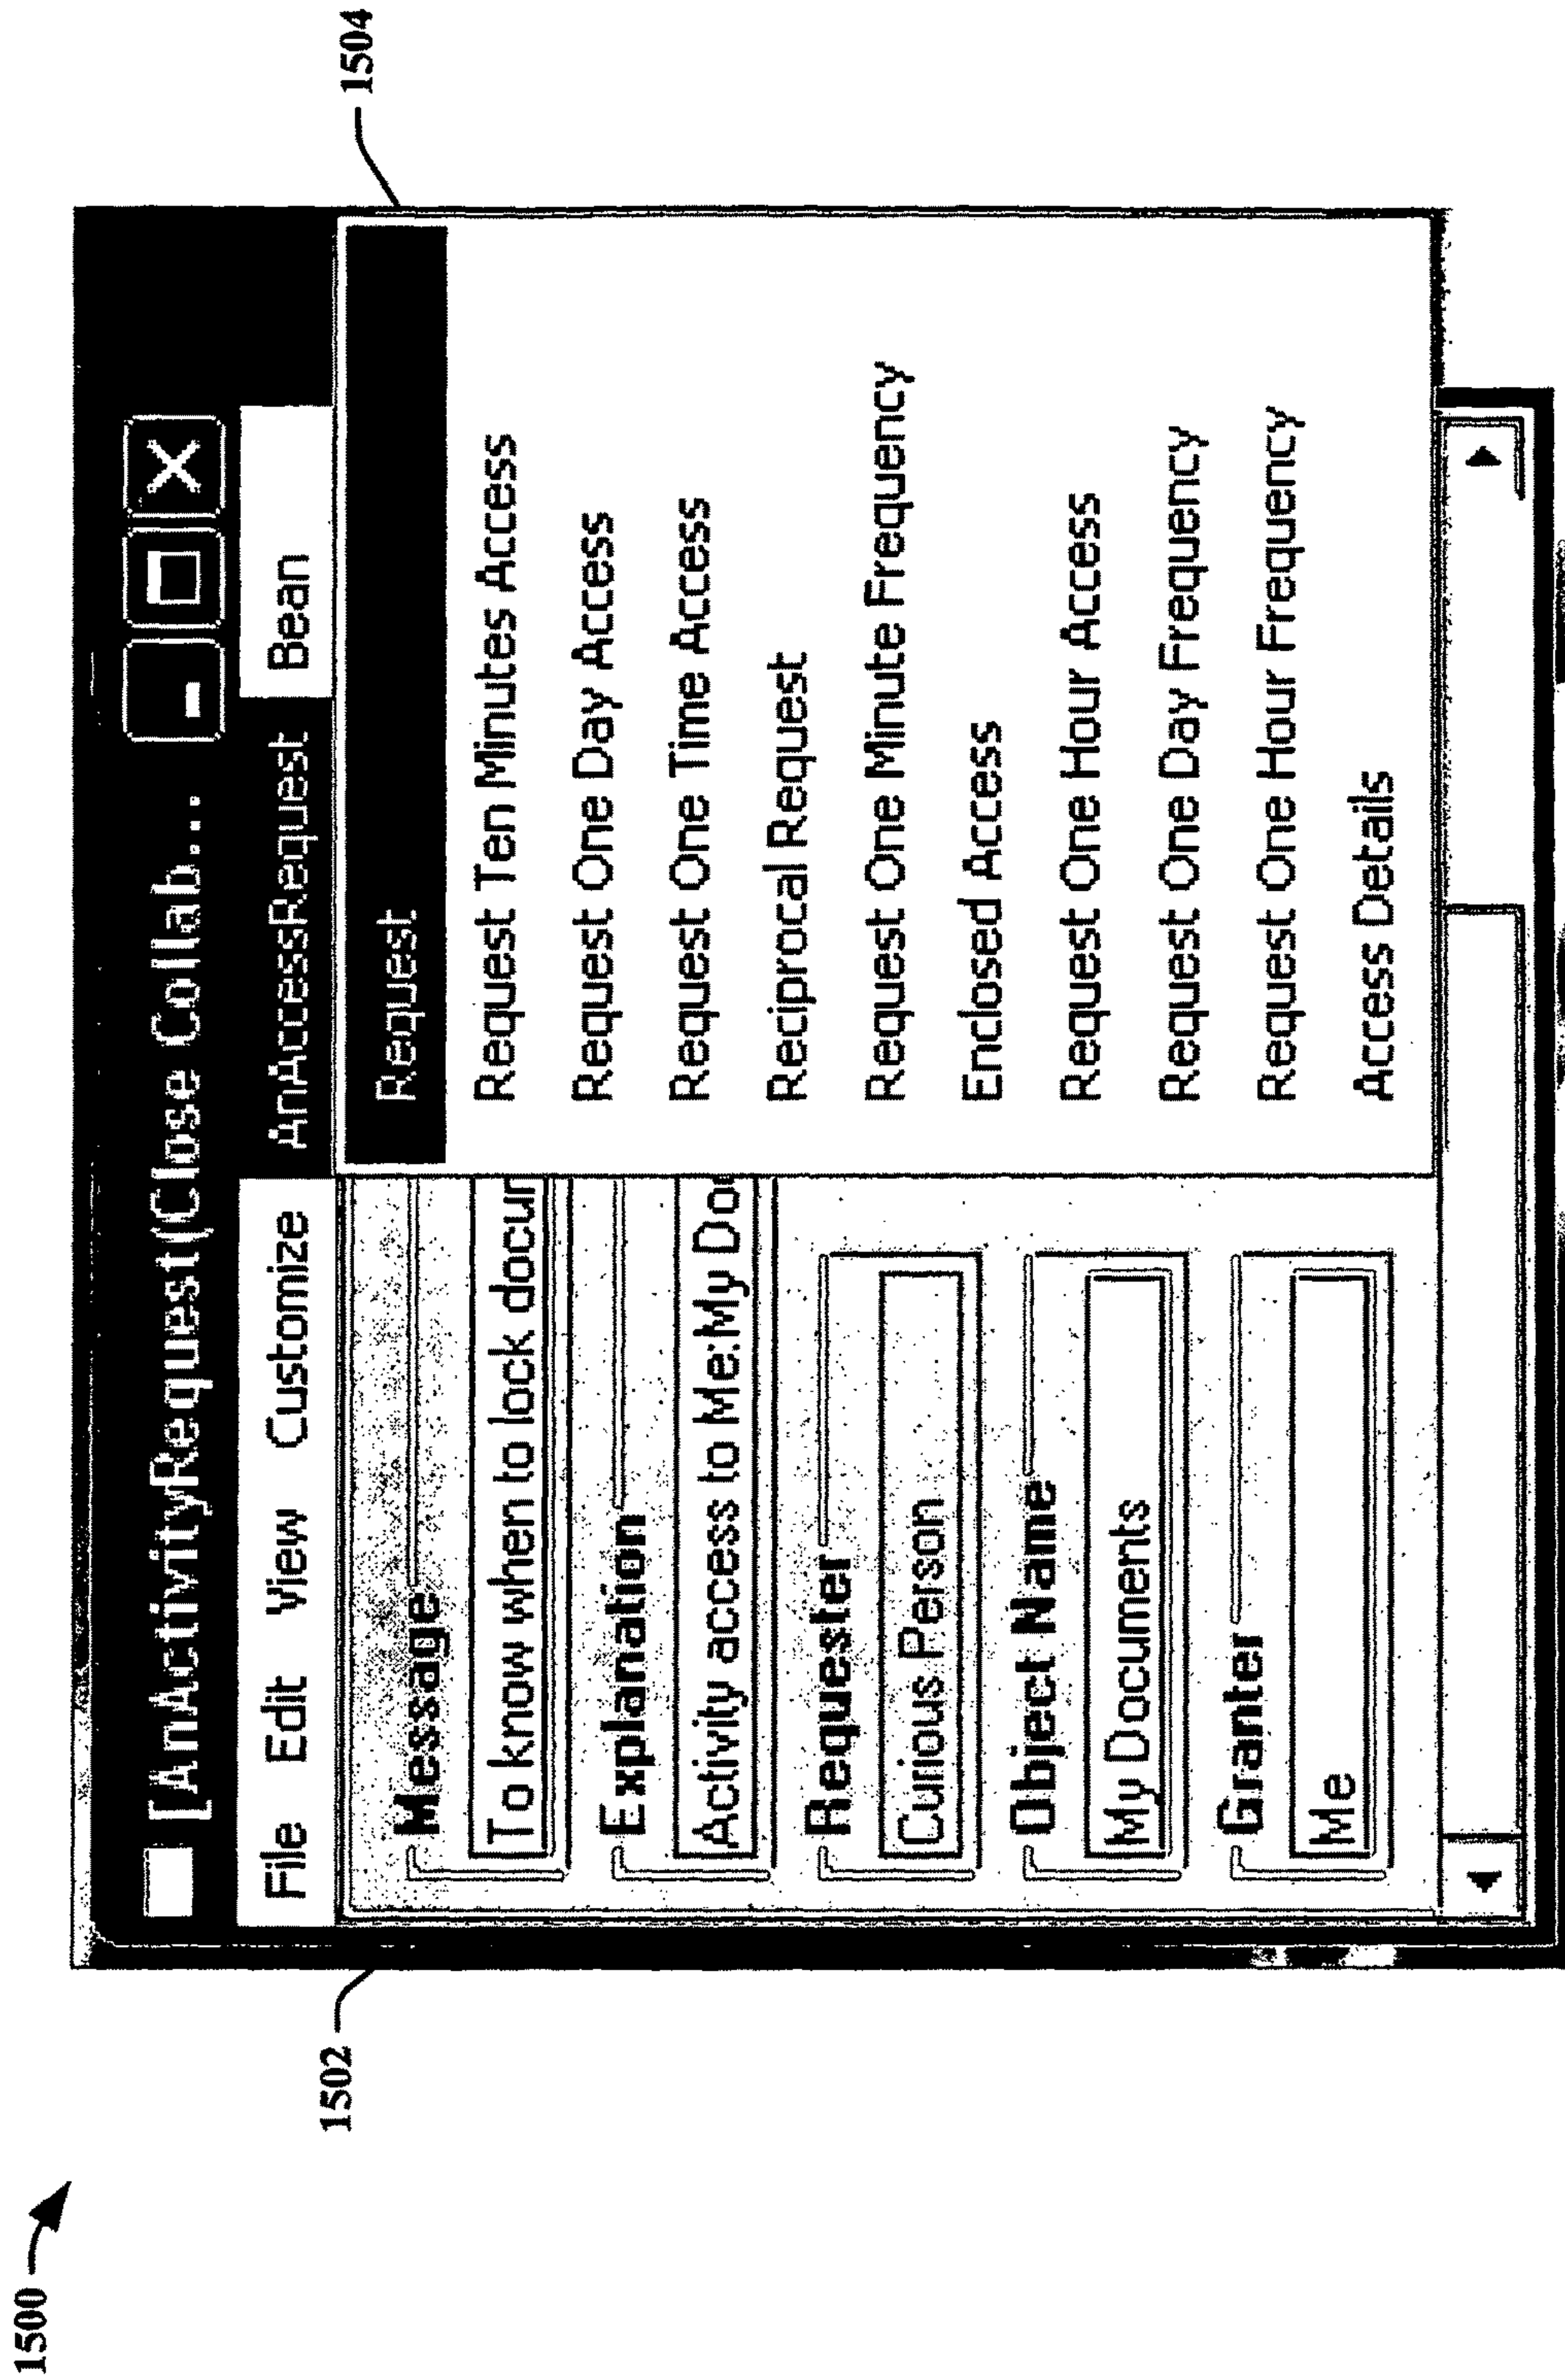 1500
1502
1504
[AnActivityRequest(Close Collab...
File Edit View Customize AnAccessRequest Bean
Message
To know when to lock docur
Explanation
Activity access to Me:My Do
Requester
Curious Person
Object Name
My Documents
Granter
Me
Request
Request Ten Minutes Access
Request One Day Access
Request One Time Access
Reciprocal Request
Request One Minute Frequency
Enclosed Access
Request One Hour Access
Request One Day Frequency
Request One Hour Frequency
Access Details